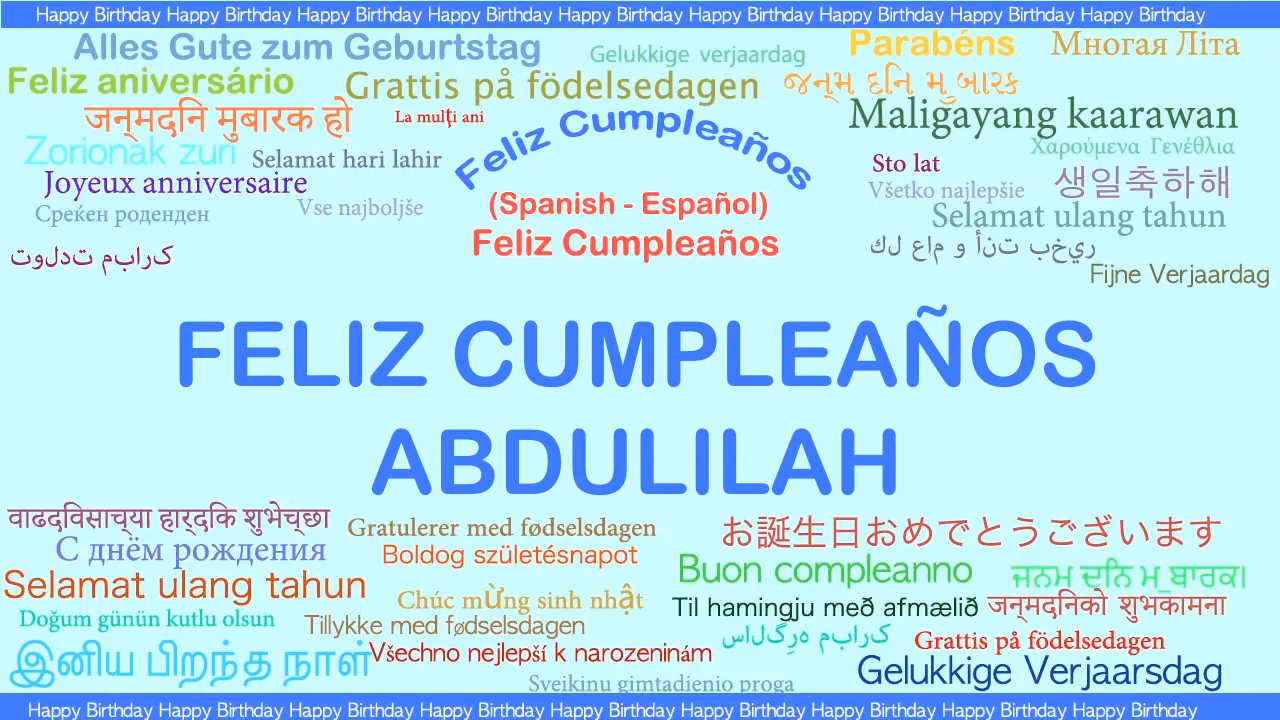 Happy Birthday Happy Birthday Happy Birthday Happy Birthday Happy Birthday Happy Birthday Happy Birthday Happy Birthday Happy Birthday
Alles Gute zum Geburtstag
Gelukkige verjaardag
Parabéns
Многая Літа
Feliz aniversário
Grattis på födelsedagen
જન્મ દિન મુબારક
जन्मदिन मुबारक हो
La mulţi ani
Feliz Cumpleaños
Maligayang kaarawan
Zorionak zuri
Selamat hari lahir
Χαρούμενα Γενέθλια
Sto lat
Joyeux anniversaire
(Spanish - Español)
Všetko najlepšie
생일축하해
Среќен роденден
Vse najboljše
Selamat ulang tahun
Feliz Cumpleaños
تولدت مبارک
كل عام و أنت بخير
Fijne Verjaardag
FELIZ CUMPLEAÑOS
ABDULILAH
वाढदिवसाच्या हार्दिक शुभेच्छा
Gratulerer med fødselsdagen
お誕生日おめでとうございます
С днём рождения
Boldog születésnapot
Buon compleanno
ਜਨਮ ਦਿਨ ਮੁਬਾਰਕ।
Selamat ulang tahun
Chúc mừng sinh nhật
Til hamingju með afmælið
जन्मदिनको शुभकामना
Doğum günün kutlu olsun
Tillykke med fødselsdagen
سالگرہ مبارک
Grattis på födelsedagen
இனிய பிறந்த நாள்
Všechno nejlepší k narozeninám
Gelukkige Verjaarsdag
Sveikinu gimtadienio proga
Happy Birthday Happy Birthday Happy Birthday Happy Birthday Happy Birthday Happy Birthday Happy Birthday Happy Birthday Happy Birthday